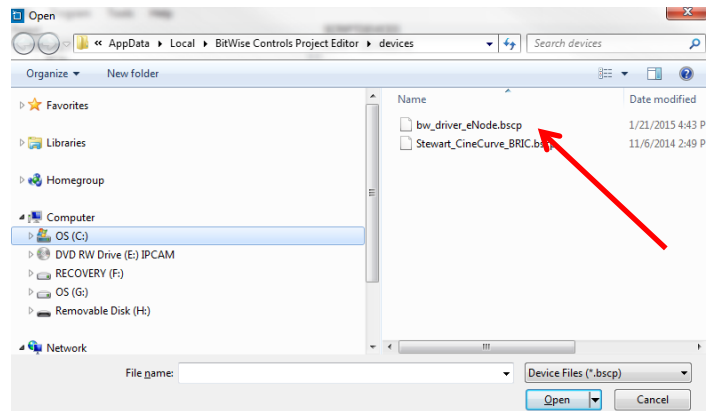 Open
« AppData ▸ Local ▸ BitWise Controls Project Editor ▸ devices
Search devices
Organize
New folder
Favorites
Libraries
Homegroup
Computer
OS (C:)
DVD RW Drive (E:) IPCAM
RECOVERY (F:)
OS (G:)
Removable Disk (H:)
Network
Name
Date modified
bw_driver_eNode.bscp
1/21/2015 4:43 P
Stewart_CineCurve_BRIC.bscp
11/6/2014 2:49 P
File name:
Device Files (*.bscp)
Open
Cancel